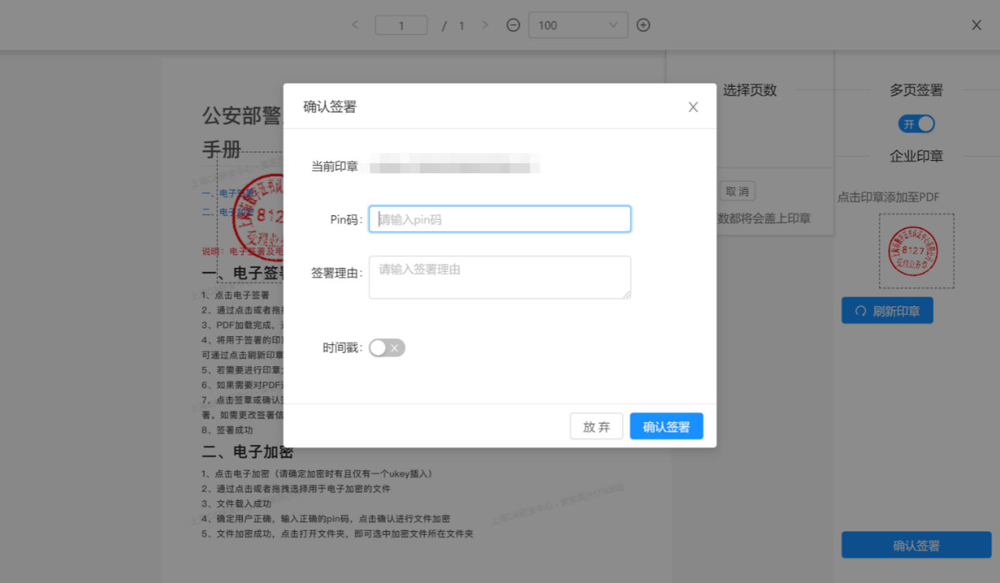 1 / 1
100
选择页数
多页签署
开
企业印章
取 消
点击印章添加至PDF
数都将会盖上印章
8127
受理业务章
刷新印章
确认签署
公安部警
手册
一、电子签署
二、电子加密
812
说明：电子签署及电
一、电子签署
1、点击电子签署
2、通过点击或者拖拽
3、PDF加载完成，
4、将用于签署的印章
可通过点击刷新印章
5、若需要进行印章
6、如果需要对PDF
7、点击签章或确认签
署。如需更改签署信
8、签署成功
二、电子加密
1、点击电子加密（请确定加密时有且仅有一个ukey插入）
2、通过点击或者拖拽选择用于电子加密的文件
3、文件载入成功
4、确定用户正确，输入正确的pin码，点击确认进行文件加密
5、文件加密成功，点击打开文件夹，即可选中加密文件所在文件夹
确认签署
当前印章
Pin码:
请输入pin码
签署理由:
请输入签署理由
时间戳:
放 弃
确认签署